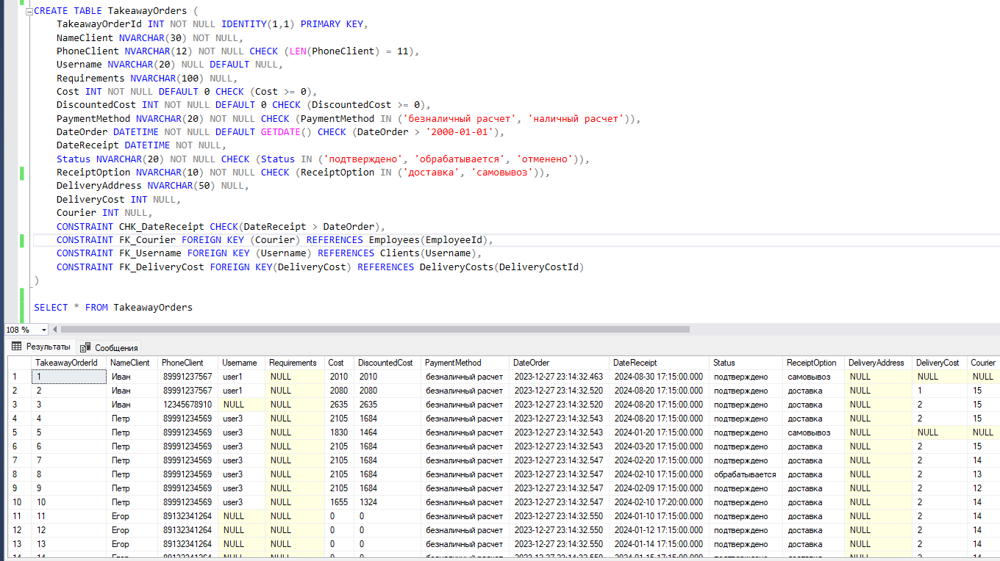 CREATE TABLE TakeawayOrders (
TakeawayOrderId INT NOT NULL IDENTITY(1,1) PRIMARY KEY,
NameClient NVARCHAR(30) NOT NULL,
PhoneClient NVARCHAR(12) NOT NULL CHECK (LEN(PhoneClient) = 11),
Username NVARCHAR(20) NULL DEFAULT NULL,
Requirements NVARCHAR(100) NULL,
Cost INT NOT NULL DEFAULT 0 CHECK (Cost >= 0),
DiscountedCost INT NOT NULL DEFAULT 0 CHECK (DiscountedCost >= 0),
PaymentMethod NVARCHAR(20) NOT NULL CHECK (PaymentMethod IN ('безналичный расчет', 'наличный расчет')),
DateOrder DATETIME NOT NULL DEFAULT GETDATE() CHECK (DateOrder > '2000-01-01'),
DateReceipt DATETIME NOT NULL,
Status NVARCHAR(20) NOT NULL CHECK (Status IN ('подтверждено', 'обрабатывается', 'отменено')),
ReceiptOption NVARCHAR(10) NOT NULL CHECK (ReceiptOption IN ('доставка', 'самовывоз')),
DeliveryAddress NVARCHAR(50) NULL,
DeliveryCost INT NULL,
Courier INT NULL,
CONSTRAINT CHK_DateReceipt CHECK(DateReceipt > DateOrder),
CONSTRAINT FK_Courier FOREIGN KEY (Courier) REFERENCES Employees(EmployeeId),
CONSTRAINT FK_Username FOREIGN KEY (Username) REFERENCES Clients(Username),
CONSTRAINT FK_DeliveryCost FOREIGN KEY(DeliveryCost) REFERENCES DeliveryCosts(DeliveryCostId)
)
SELECT * FROM TakeawayOrders
108 %
Результаты Сообщения
TakeawayOrderId NameClient PhoneClient Username Requirements Cost DiscountedCost PaymentMethod DateOrder DateReceipt Status ReceiptOption DeliveryAddress DeliveryCost Courier
1 1 Иван 89991237567 user1 NULL 2010 2010 безналичный расчет 2023-12-27 23:14:32.463 2024-08-30 17:15:00.000 подтверждено самовывоз NULL NULL NULL
2 2 Иван 89991237567 user1 NULL 2080 2080 безналичный расчет 2023-12-27 23:14:32.520 2024-08-20 17:15:00.000 подтверждено доставка NULL 1 15
3 3 Иван 12345678910 NULL NULL 2635 2635 безналичный расчет 2023-12-27 23:14:32.520 2024-08-20 17:15:00.000 подтверждено доставка NULL 2 15
4 4 Петр 89991234569 user3 NULL 2105 1684 безналичный расчет 2023-12-27 23:14:32.543 2024-08-20 17:15:00.000 подтверждено доставка NULL 2 15
5 5 Петр 89991234569 user3 NULL 1830 1464 безналичный расчет 2023-12-27 23:14:32.543 2024-01-20 17:15:00.000 подтверждено самовывоз NULL NULL NULL
6 6 Петр 89991234569 user3 NULL 2105 1684 безналичный расчет 2023-12-27 23:14:32.543 2024-03-20 17:15:00.000 подтверждено доставка NULL 2 15
7 7 Петр 89991234569 user3 NULL 2105 1684 безналичный расчет 2023-12-27 23:14:32.547 2024-02-20 17:15:00.000 подтверждено доставка NULL 2 14
8 8 Петр 89991234569 user3 NULL 2105 1684 безналичный расчет 2023-12-27 23:14:32.547 2024-02-10 17:15:00.000 обрабатывается доставка NULL 2 13
9 9 Петр 89991234569 user3 NULL 2105 1684 безналичный расчет 2023-12-27 23:14:32.547 2024-02-09 17:15:00.000 подтверждено доставка NULL 2 12
10 10 Петр 89991234569 user3 NULL 1655 1324 безналичный расчет 2023-12-27 23:14:32.547 2024-02-10 17:20:00.000 подтверждено доставка NULL 2 14
11 11 Егор 89132341264 NULL NULL 0 0 безналичный расчет 2023-12-27 23:14:32.550 2024-01-10 17:15:00.000 подтверждено доставка NULL 2 14
12 12 Егор 89132341264 NULL NULL 0 0 безналичный расчет 2023-12-27 23:14:32.550 2024-01-12 17:15:00.000 подтверждено доставка NULL 2 14
13 13 Егор 89132341264 NULL NULL 0 0 безналичный расчет 2023-12-27 23:14:32.550 2024-01-14 17:15:00.000 подтверждено доставка NULL 2 14